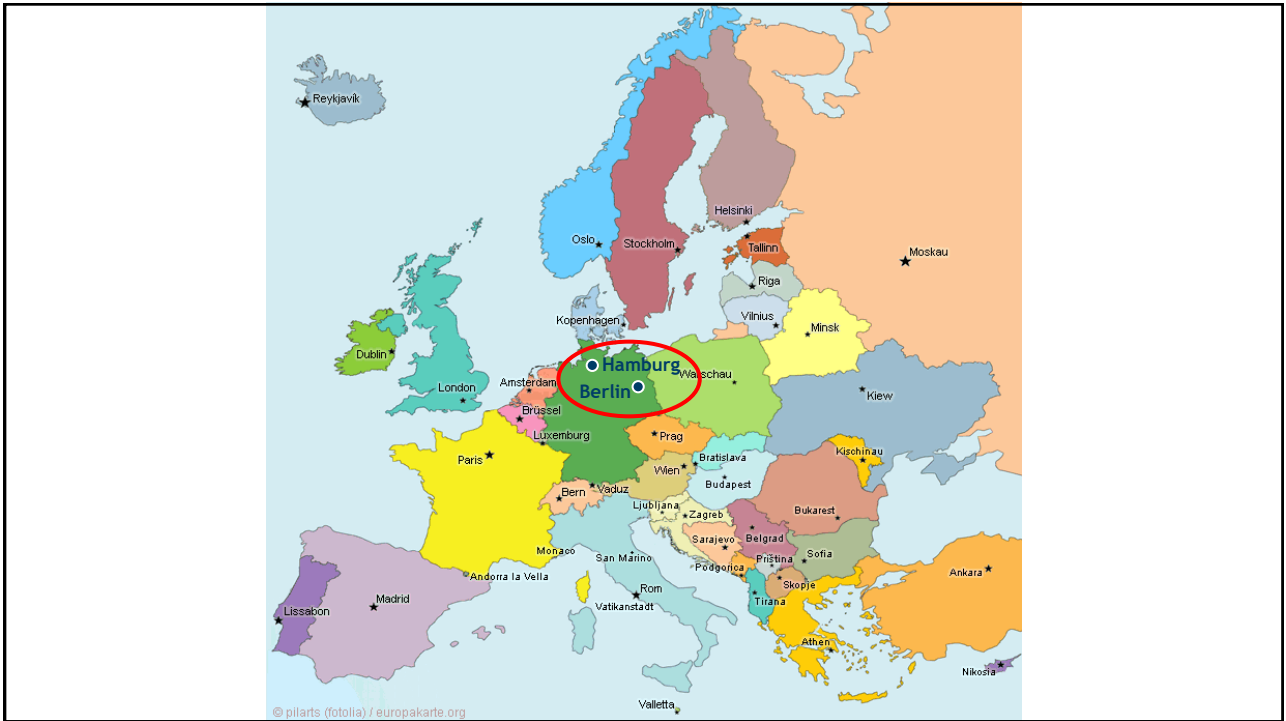 Reykjavík
Helsinki
Oslo
Stockholm
Tallinn
Moskau
Riga
Vilnius
Kopenhagen
Minsk
Dublin
Hamburg
Warschau
Berlin
Amsterdam
London
Kiew
Brüssel
Luxemburg
Prag
Paris
Kischinau
Bratislava
Wien
Budapest
Bern
Vaduz
Ljubljana
Zagreb
Bukarest
Sarajevo
Belgrad
Monaco
San Marino
Pristina
Sofia
Podgorica
Andorra la Vella
Skopje
Ankara
Rom
Madrid
Vatikanstadt
Tirana
Lissabon
Athen
Nikosia
Valletta
© pilarts (fotolia) / europakarte.org